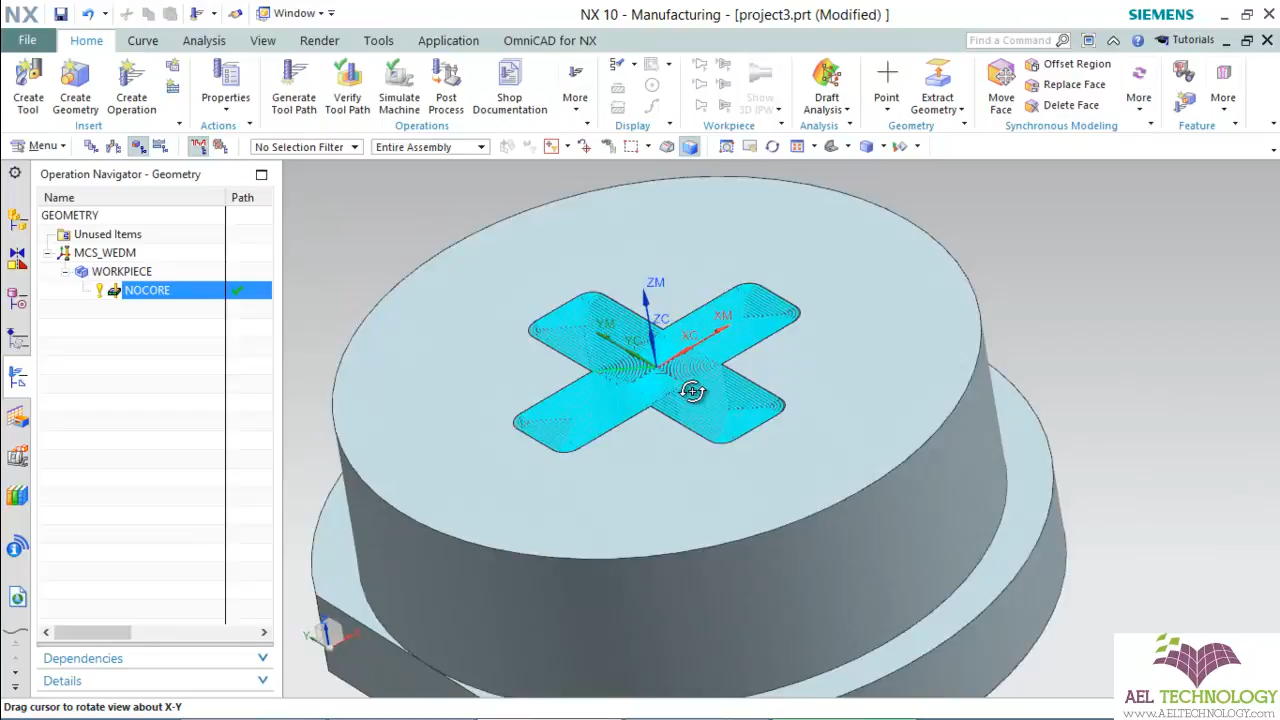 NX
Window
NX 10 - Manufacturing - [project3.prt (Modified) ]
SIEMENS
File Home Curve Analysis View Render Tools Application OmniCAD for NX
Find a Command
Tutorials
Create Tool
Create Geometry
Create Operation
Properties
Generate Tool Path
Verify Tool Path
Simulate Machine
Post Process
Shop Documentation
More
Show 3D IPW
Draft Analysis
Point
Extract Geometry
Move Face
Offset Region
Replace Face
Delete Face
More
More
Insert
Actions
Operations
Display
Workpiece
Analysis
Geometry
Synchronous Modeling
Feature
Menu
No Selection Filter
Entire Assembly
Operation Navigator - Geometry
Name Path
GEOMETRY
Unused Items
MCS_WEDM
WORKPIECE
NOCORE
ZM
ZC
XM
XC
YM
YC
Z
Y
X
Dependencies
Details
Drag cursor to rotate view about X-Y
AEL TECHNOLOGY
www.AELTECHNOLOGY.com